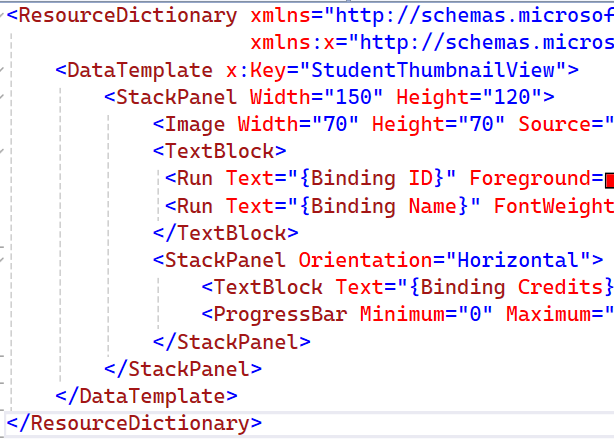 <ResourceDictionary xmlns="http://schemas.microsof
xmlns:x="http://schemas.micros
<DataTemplate x:Key="StudentThumbnailView">
<StackPanel Width="150" Height="120">
<Image Width="70" Height="70" Source="
<TextBlock>
<Run Text="{Binding ID}" Foreground=
<Run Text="{Binding Name}" FontWeight
</TextBlock>
<StackPanel Orientation="Horizontal">
<TextBlock Text="{Binding Credits}
<ProgressBar Minimum="0" Maximum="
</StackPanel>
</StackPanel>
</DataTemplate>
</ResourceDictionary>